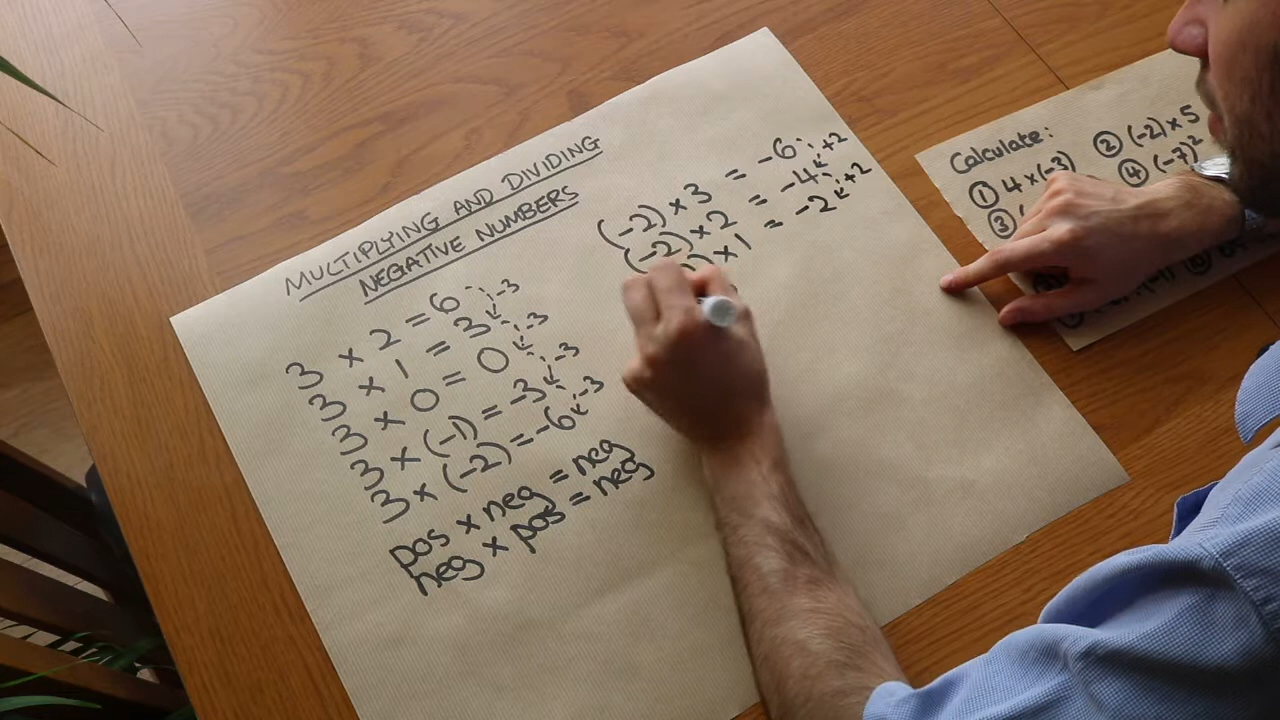 MULTIPLYING AND DIVIDING
NEGATIVE NUMBERS
3 × 2 = 6 -3
3 × 1 = 3 -3
3 × 0 = 0 -3
3 × (-1) = -3 -3
3 × (-2) = -6
pos × neg = neg
neg × pos = neg
(-2) × 3 = -6 +2
(-2) × 2 = -4 +2
× 1 = -2
Calculate:
① 4 × (-3) ② (-2) × 5
③ ④ (-7)²